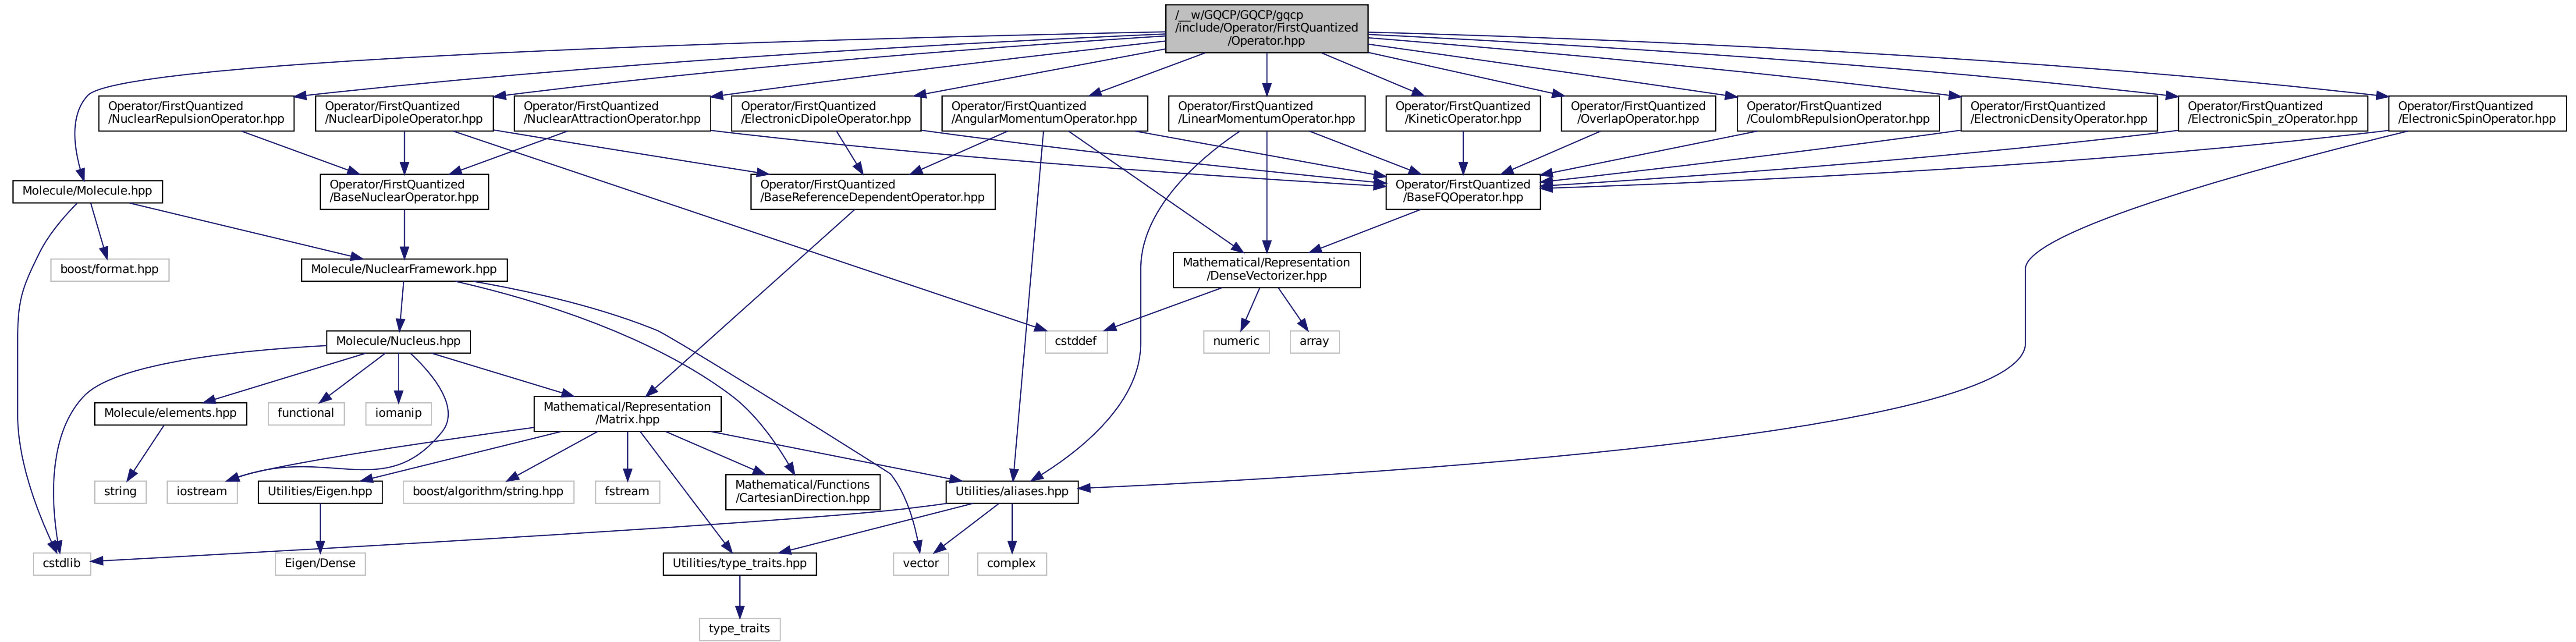 /__w/GQCP/GQCP/gqcp
/include/Operator/FirstQuantized
/Operator.hpp
Operator/FirstQuantized
/NuclearRepulsionOperator.hpp
Operator/FirstQuantized
/NuclearDipoleOperator.hpp
Operator/FirstQuantized
/NuclearAttractionOperator.hpp
Operator/FirstQuantized
/ElectronicDipoleOperator.hpp
Operator/FirstQuantized
/AngularMomentumOperator.hpp
Operator/FirstQuantized
/LinearMomentumOperator.hpp
Operator/FirstQuantized
/KineticOperator.hpp
Operator/FirstQuantized
/OverlapOperator.hpp
Operator/FirstQuantized
/CoulombRepulsionOperator.hpp
Operator/FirstQuantized
/ElectronicDensityOperator.hpp
Operator/FirstQuantized
/ElectronicSpin_zOperator.hpp
Operator/FirstQuantized
/ElectronicSpinOperator.hpp
Molecule/Molecule.hpp
Operator/FirstQuantized
/BaseNuclearOperator.hpp
Operator/FirstQuantized
/BaseReferenceDependentOperator.hpp
Operator/FirstQuantized
/BaseFQOperator.hpp
boost/format.hpp
Molecule/NuclearFramework.hpp
Mathematical/Representation
/DenseVectorizer.hpp
Molecule/Nucleus.hpp
cstddef
numeric
array
Molecule/elements.hpp
functional
iomanip
Mathematical/Representation
/Matrix.hpp
string
iostream
Utilities/Eigen.hpp
boost/algorithm/string.hpp
fstream
Mathematical/Functions
/CartesianDirection.hpp
Utilities/aliases.hpp
cstdlib
Eigen/Dense
Utilities/type_traits.hpp
vector
complex
type_traits